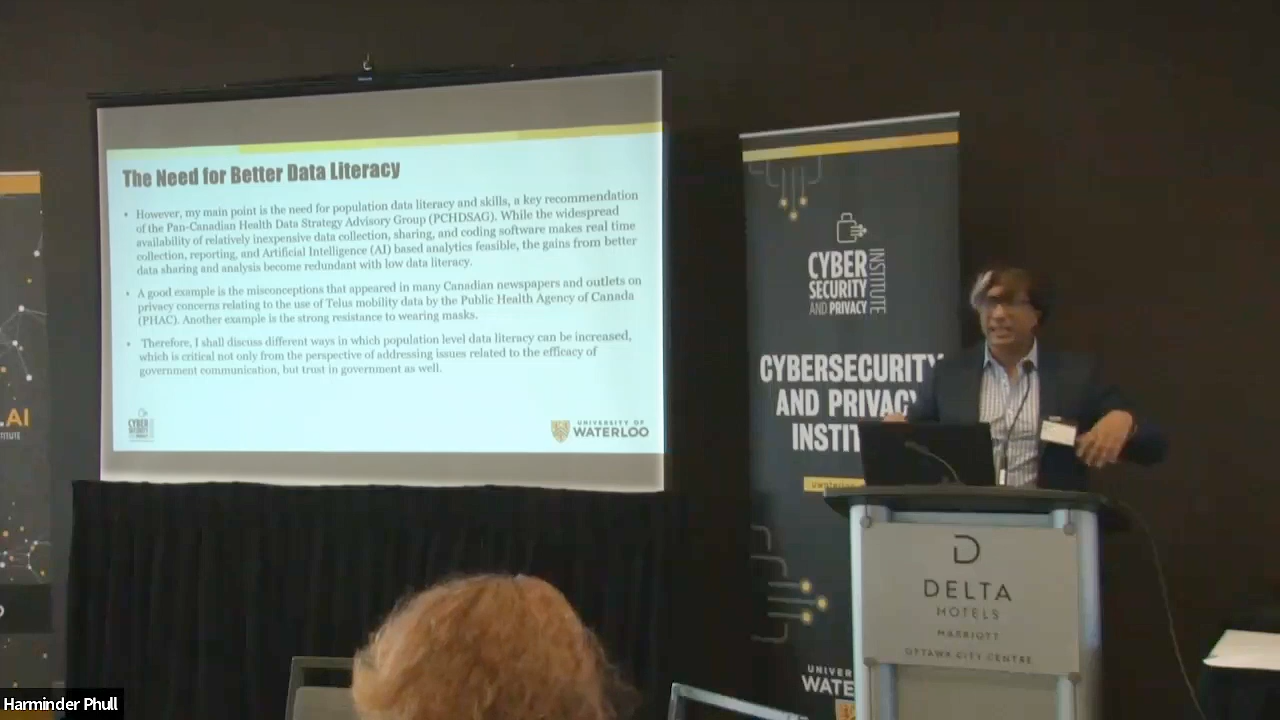 The Need for Better Data Literacy
• However, my main point is the need for population data literacy and skills, a key recommendation
of the Pan-Canadian Health Data Strategy Advisory Group (PCHDSAG). While the widespread
availability of relatively inexpensive data collection, sharing, and coding software makes real time
collection, reporting, and Artificial Intelligence (AI) based analytics feasible, the gains from better
data sharing and analysis become redundant with low data literacy.
• A good example is the misconceptions that appeared in many Canadian newspapers and outlets on
privacy concerns relating to the use of Telus mobility data by the Public Health Agency of Canada
(PHAC). Another example is the strong resistance to wearing masks.
• Therefore, I shall discuss different ways in which population level data literacy can be increased,
which is critical not only from the perspective of addressing issues related to the efficacy of
government communication, but trust in government as well.
CYBER
UNIVERSITY OF
WATERLOO
.AI
CYBER
SECURITY
AND PRIVACY
INSTITUTE
CYBERSECURITY
AND PRIVACY
INSTIT
UNIVER
WATE
DELTA
HOTELS
MARRIOTT
OTTAWA CITY CENTRE
Harminder Phull